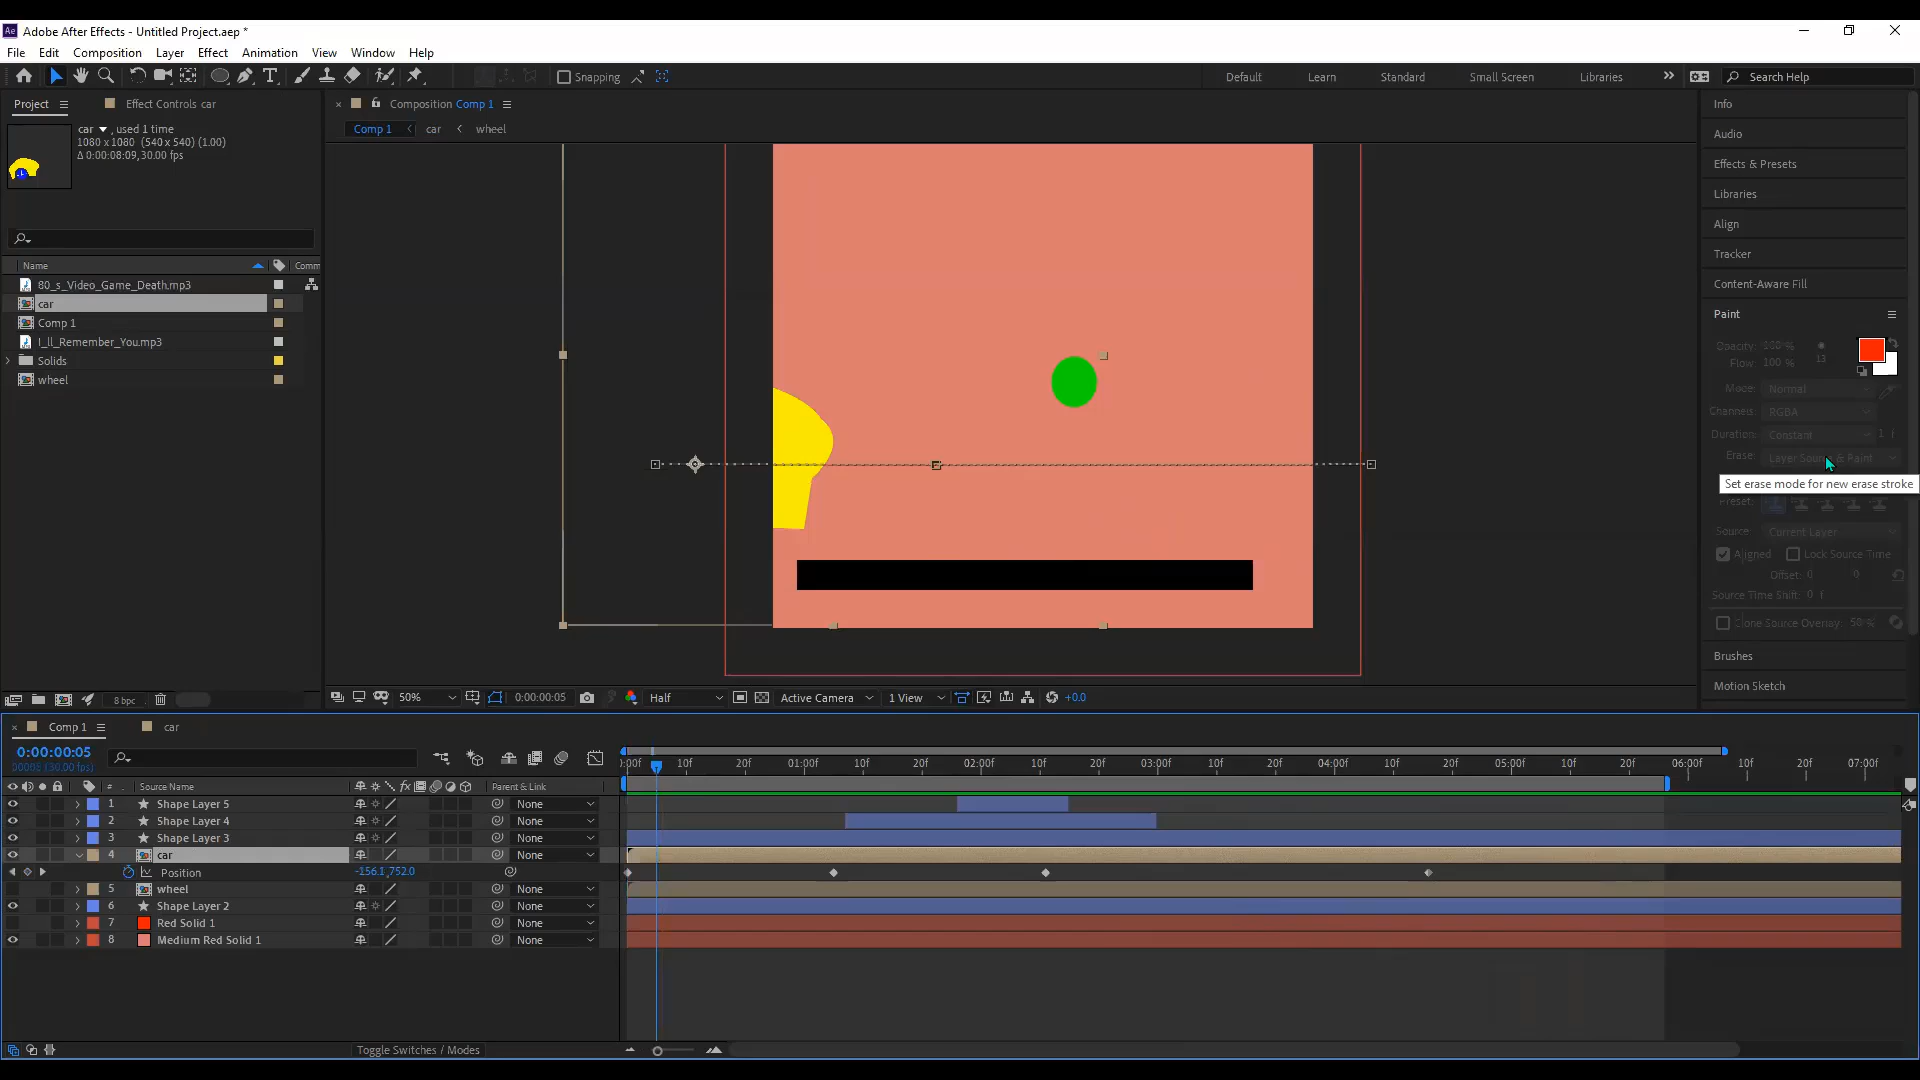 Adobe After Effects - Untitled Project.aep *
File Edit Composition Layer Effect Animation View Window Help
Snapping
Default Learn Standard Small Screen Libraries
Search Help
Project
Effect Controls car
car , used 1 time
1080 x 1080 (540 x 540) (1.00)
Δ 0:00:08:09, 30.00 fps
Name Comm
80_s_Video_Game_Death.mp3
car
Comp 1
I_ll_Remember_You.mp3
Solids
wheel
8 bpc
Composition Comp 1
Comp 1 car wheel
50% 0:00:00:05 Half Active Camera 1 View +0.0
Info
Audio
Effects & Presets
Libraries
Align
Tracker
Content-Aware Fill
Paint
Opacity: 100 %
Flow: 100 % 13
Mode: Normal
Channels: RGBA
Duration: Constant 1 f
Erase: Layer Source & Paint
Set erase mode for new erase stroke
Preset:
Source: Current Layer
Aligned Lock Source Time
Offset: 0 0
Source Time Shift: 0 f
Clone Source Overlay: 50 %
Brushes
Motion Sketch
Comp 1 car
0:00:00:05
(30.00 fps)
:00f 10f 20f 01:00f 10f 20f 02:00f 10f 20f 03:00f 10f 20f 04:00f 10f 20f 05:00f 10f 20f 06:00f 10f 20f 07:00f
# Source Name Parent & Link
1 Shape Layer 5 None
2 Shape Layer 4 None
3 Shape Layer 3 None
4 car None
Position -156.1,752.0
5 wheel None
6 Shape Layer 2 None
7 Red Solid 1 None
8 Medium Red Solid 1 None
Toggle Switches / Modes